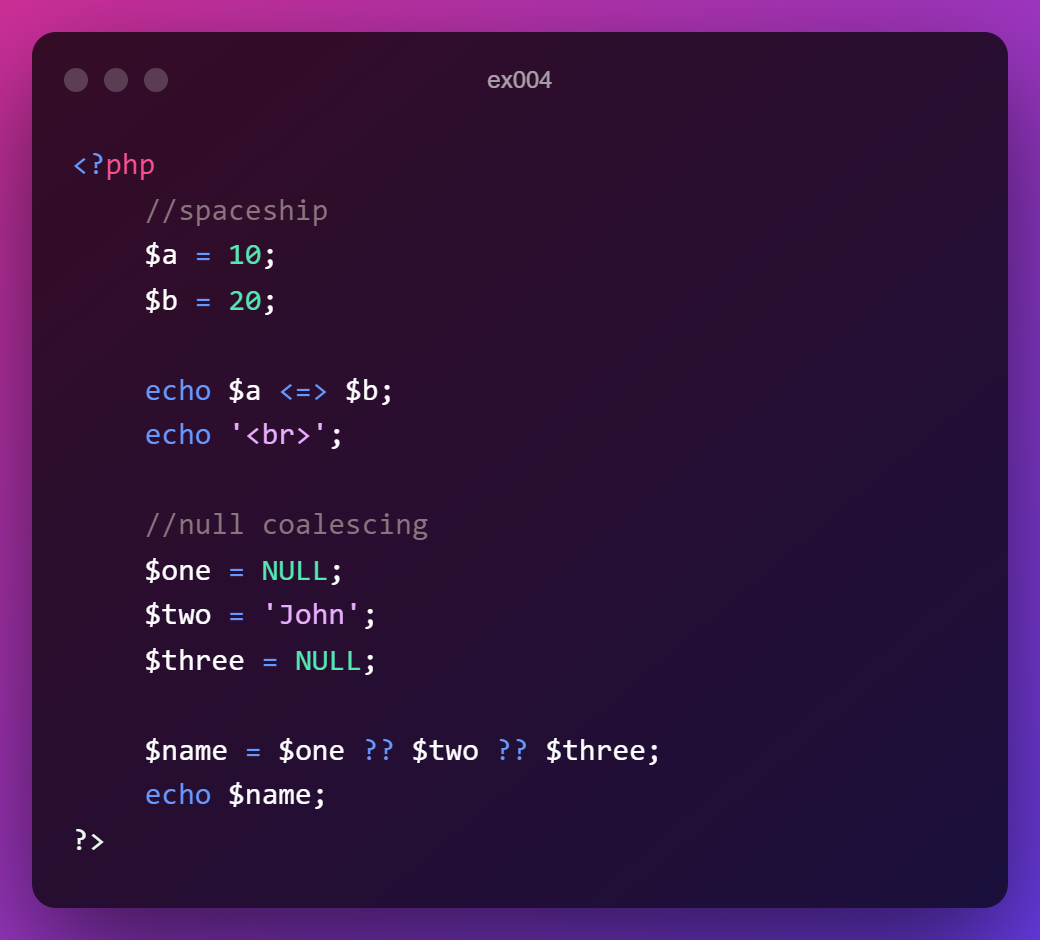 ex004
<?php
//spaceship
$a = 10;
$b = 20;
echo $a <=> $b;
echo '<br>';
//null coalescing
$one = NULL;
$two = 'John';
$three = NULL;
$name = $one ?? $two ?? $three;
echo $name;
?>